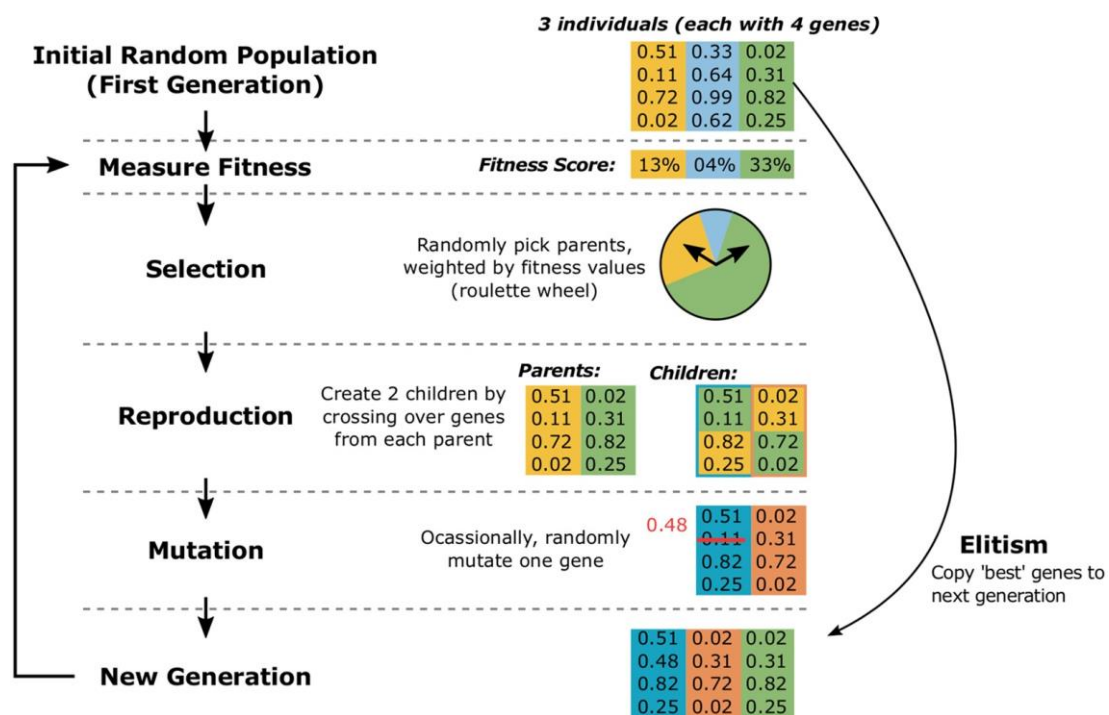 3 individuals (each with 4 genes)
Initial Random Population
(First Generation)
0.51 0.33 0.02
0.11 0.64 0.31
0.72 0.99 0.82
0.02 0.62 0.25
Measure Fitness
Fitness Score: 13% 04% 33%
Selection
Randomly pick parents,
weighted by fitness values
(roulette wheel)
Reproduction
Create 2 children by
crossing over genes
from each parent
Parents:
0.51 0.02
0.11 0.31
0.72 0.82
0.02 0.25
Children:
0.51 0.02
0.11 0.31
0.82 0.72
0.25 0.02
Mutation
Ocassionally, randomly
mutate one gene
0.48
0.51 0.02
0.11 0.31
0.82 0.72
0.25 0.02
Elitism
Copy 'best' genes to
next generation
New Generation
0.51 0.02 0.02
0.48 0.31 0.31
0.82 0.72 0.82
0.25 0.02 0.25